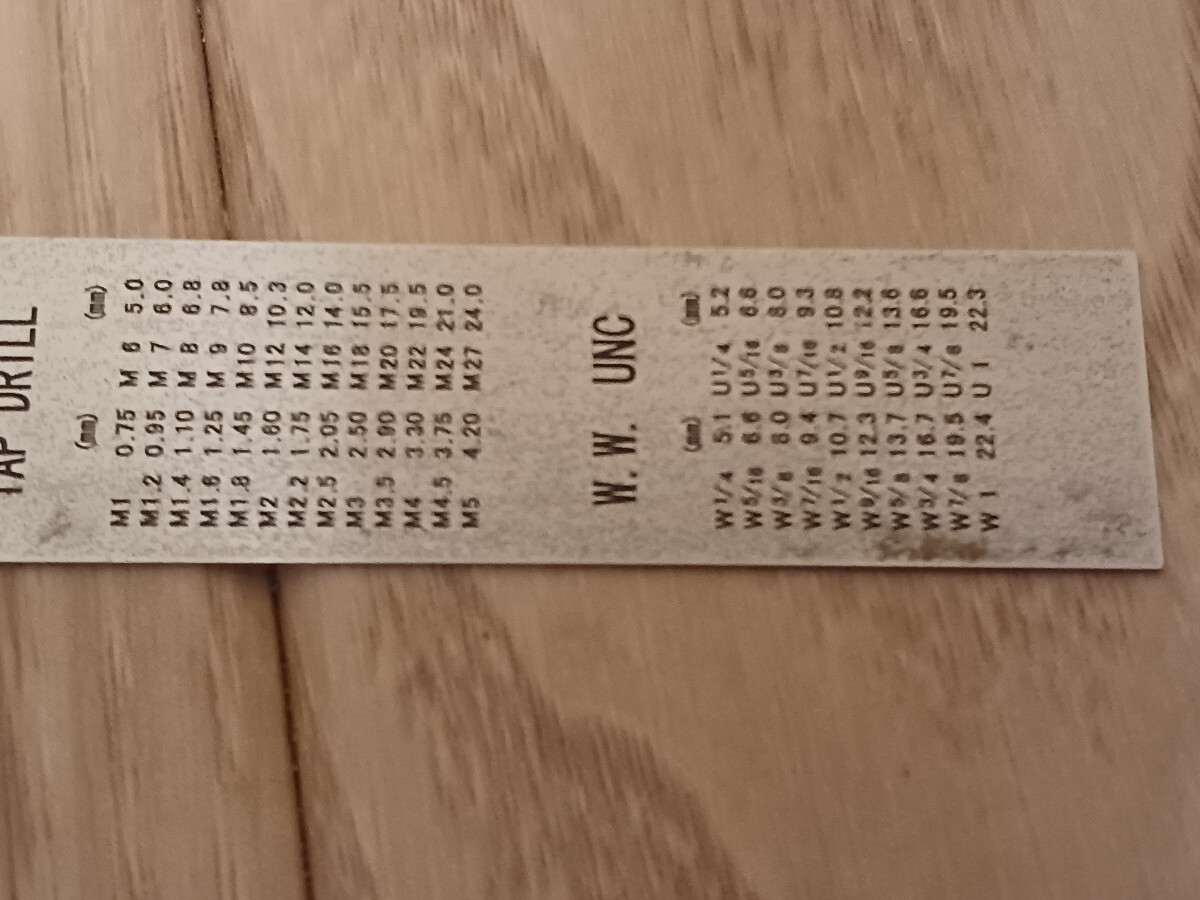 TAP DRILL
(mm) (mm)
M1 0.75 M 6 5.0
M1.2 0.95 M 7 6.0
M1.4 1.10 M 8 6.8
M1.6 1.25 M 9 7.8
M1.8 1.45 M10 8.5
M2 1.60 M12 10.3
M2.2 1.75 M14 12.0
M2.5 2.05 M16 14.0
M3 2.50 M18 15.5
M3.5 2.90 M20 17.5
M4 3.30 M22 19.5
M4.5 3.75 M24 21.0
M5 4.20 M27 24.0
W.W. UNC
(mm) (mm)
W1/4 5.1 U1/4 5.2
W5/16 6.6 U5/16 6.6
W3/8 8.0 U3/8 8.0
W7/16 9.4 U7/16 9.3
W1/2 10.7 U1/2 10.8
W9/16 12.3 U9/16 12.2
W5/8 13.7 U5/8 13.6
W3/4 16.7 U3/4 16.6
W7/8 19.5 U7/8 19.5
W 1 22.4 U 1 22.3